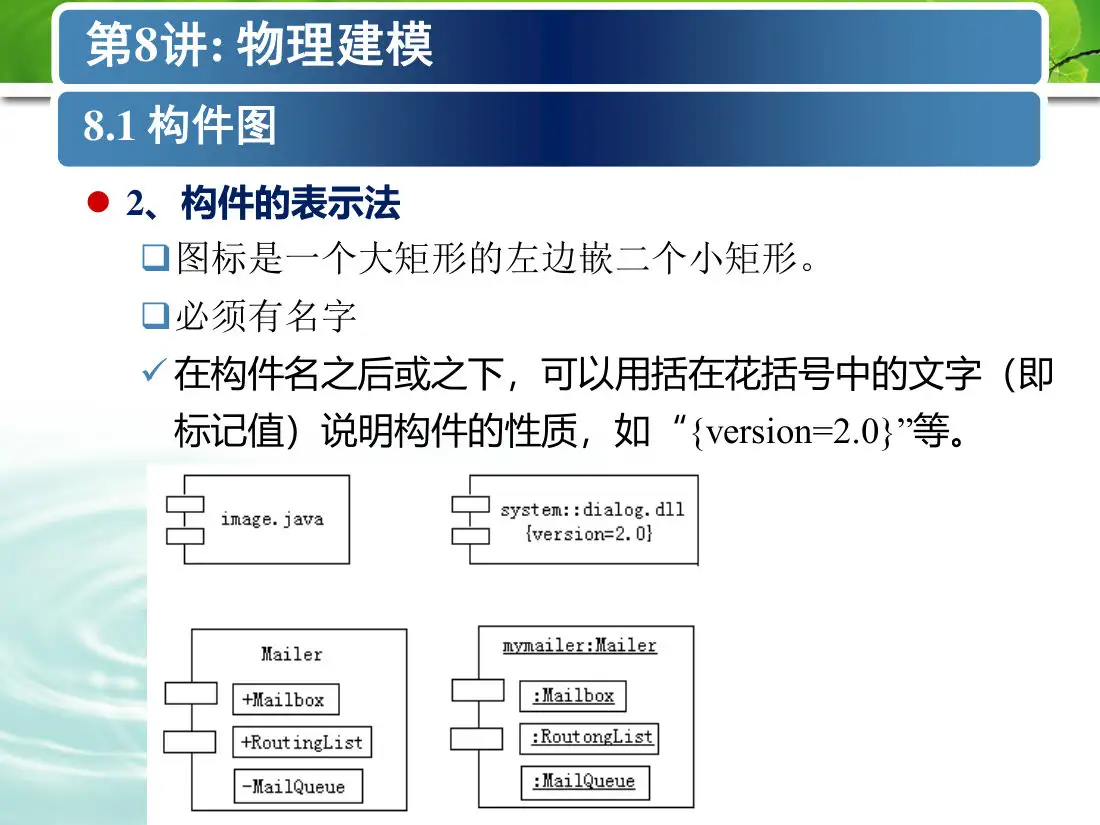 第8讲: 物理建模
8.1 构件图
2、构件的表示法
图标是一个大矩形的左边嵌二个小矩形。
必须有名字
在构件名之后或之下，可以用括在花括号中的文字（即
标记值）说明构件的性质，如“{version=2.0}”等。
image.java
system::dialog.dll
{version=2.0}
Mailer
+Mailbox
+RoutingList
-MailQueue
mymailer:Mailer
:Mailbox
:RoutongList
:MailQueue